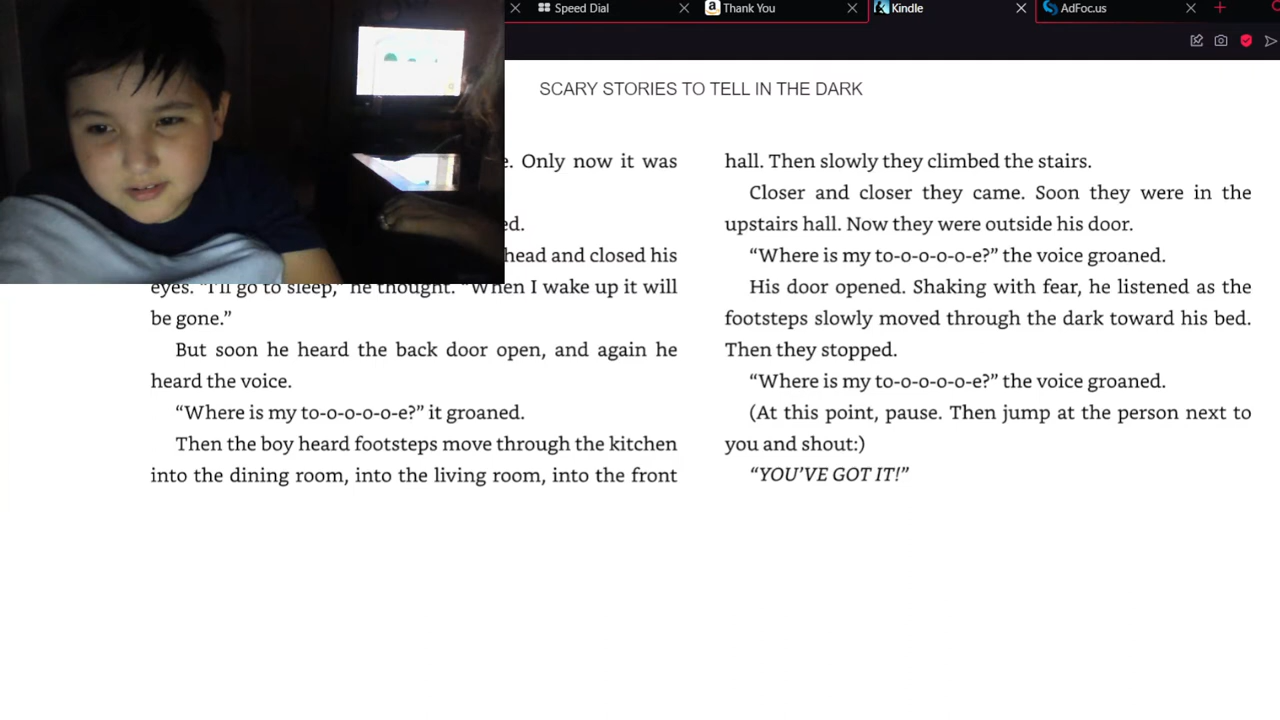 Speed Dial
Thank You
Kindle
AdFoc.us
SCARY STORIES TO TELL IN THE DARK
Only now it was
head and closed his
eyes. "I'll go to sleep," he thought. "When I wake up it will
be gone."
But soon he heard the back door open, and again he
heard the voice.
"Where is my to-o-o-o-o-e?" it groaned.
Then the boy heard footsteps move through the kitchen
into the dining room, into the living room, into the front
hall. Then slowly they climbed the stairs.
Closer and closer they came. Soon they were in the
upstairs hall. Now they were outside his door.
"Where is my to-o-o-o-o-e?" the voice groaned.
His door opened. Shaking with fear, he listened as the
footsteps slowly moved through the dark toward his bed.
Then they stopped.
"Where is my to-o-o-o-o-e?" the voice groaned.
(At this point, pause. Then jump at the person next to
you and shout:)
"YOU'VE GOT IT!"